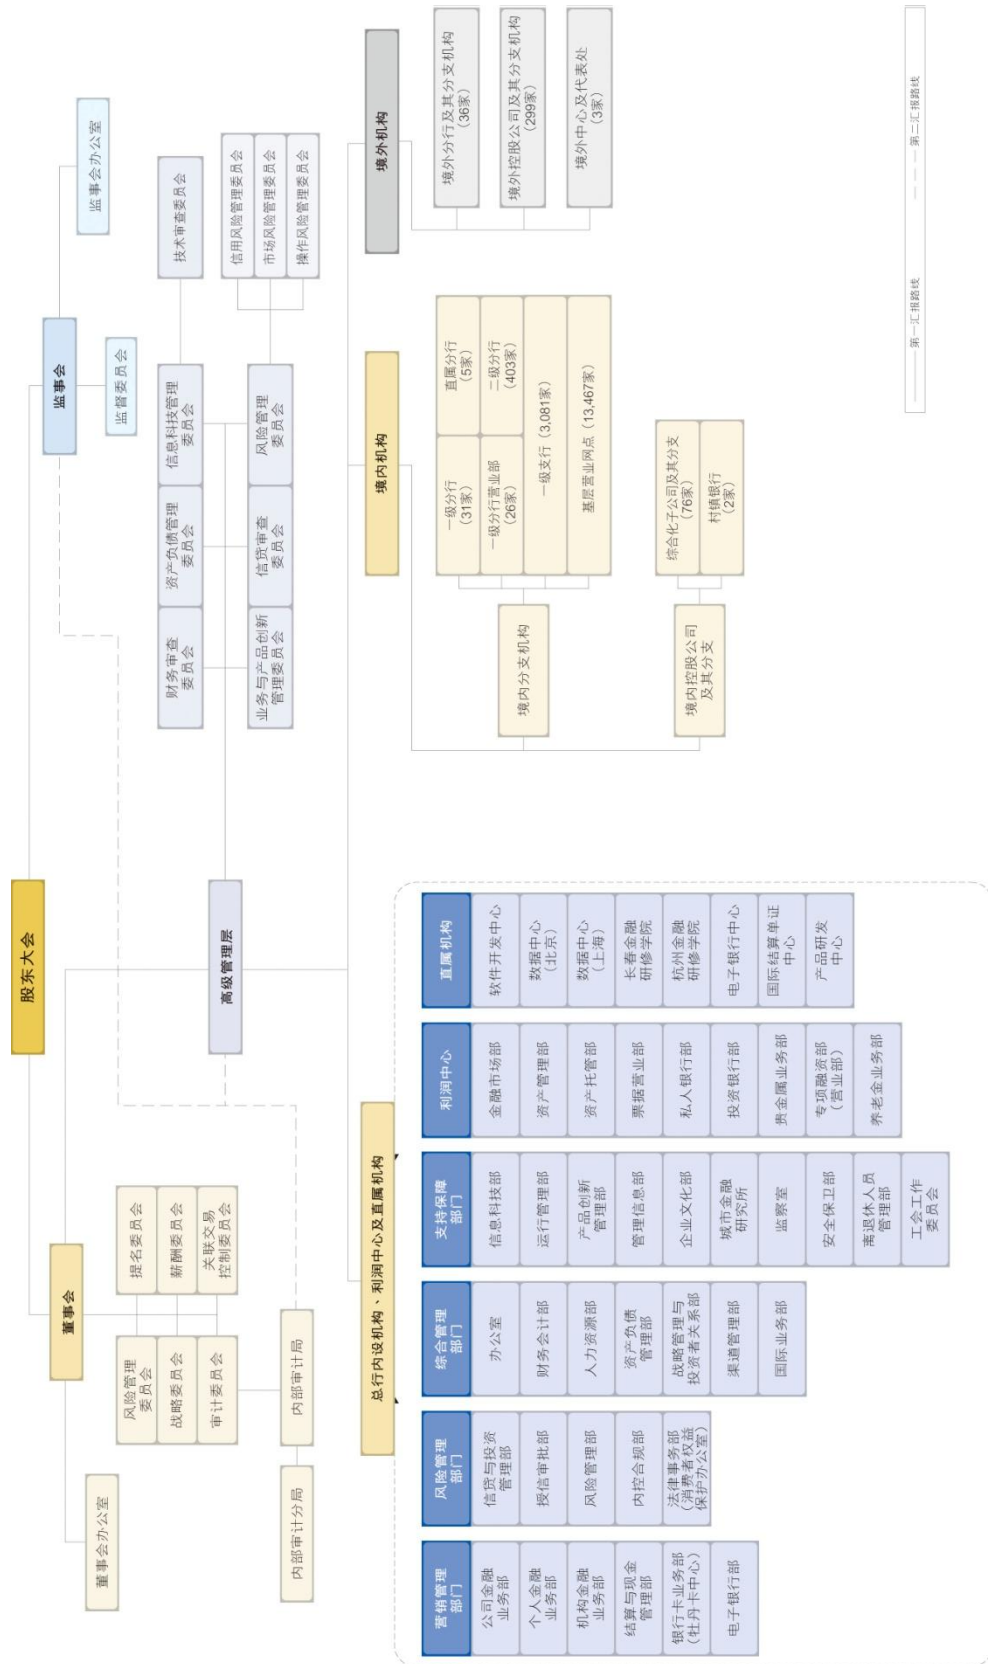 股东大会
董事会
监事会
董事会办公室
监事会办公室
监督委员会
风险管理
委员会
提名委员会
战略委员会
薪酬委员会
审计委员会
关联交易
控制委员会
内部审计分局
内部审计局
高级管理层
财务审查
委员会
资产负债管理
委员会
信息科技管理
委员会
技术审查委员会
业务与产品创新
管理委员会
信贷审查
委员会
风险管理
委员会
信用风险管理委员会
市场风险管理委员会
操作风险管理委员会
总行内设机构、利润中心及直属机构
境内机构
境外机构
营销管理
部门
公司金融
业务部
个人金融
业务部
机构金融
业务部
结算与现金
管理部
银行卡业务部
(牡丹卡中心)
电子银行部
风险管理
部门
信贷与投资
管理部
授信审批部
风险管理部
内控合规部
法律事务部
(消费者权益
保护办公室)
综合管理
部门
办公室
财务会计部
人力资源部
资产负债
管理部
战略管理与
投资者关系部
渠道管理部
国际业务部
支持保障
部门
信息科技部
运行管理部
产品创新
管理部
管理信息部
企业文化部
城市金融
研究所
监察室
安全保卫部
离退休人员
管理部
工会工作
委员会
利润中心
金融市场部
资产管理部
资产托管部
票据营业部
私人银行部
投资银行部
贵金属业务部
专项融资部
(营业部)
养老金业务部
直属机构
软件开发中心
数据中心
(北京)
数据中心
(上海)
长春金融
研修学院
杭州金融
研修学院
电子银行中心
国际结算单证
中心
产品研发
中心
境内分支机构
一级分行
(31家)
直属分行
(5家)
一级分行营业部
(26家)
二级分行
(403家)
一级支行(3,081家)
基层营业网点(13,467家)
境内控股公司
及其分支
综合化子公司及其分支
(76家)
村镇银行
(2家)
境外分行及其分支机构
(36家)
境外控股公司及其分支机构
(299家)
境外中心及代表处
(3家)
第一汇报路线
第二汇报路线